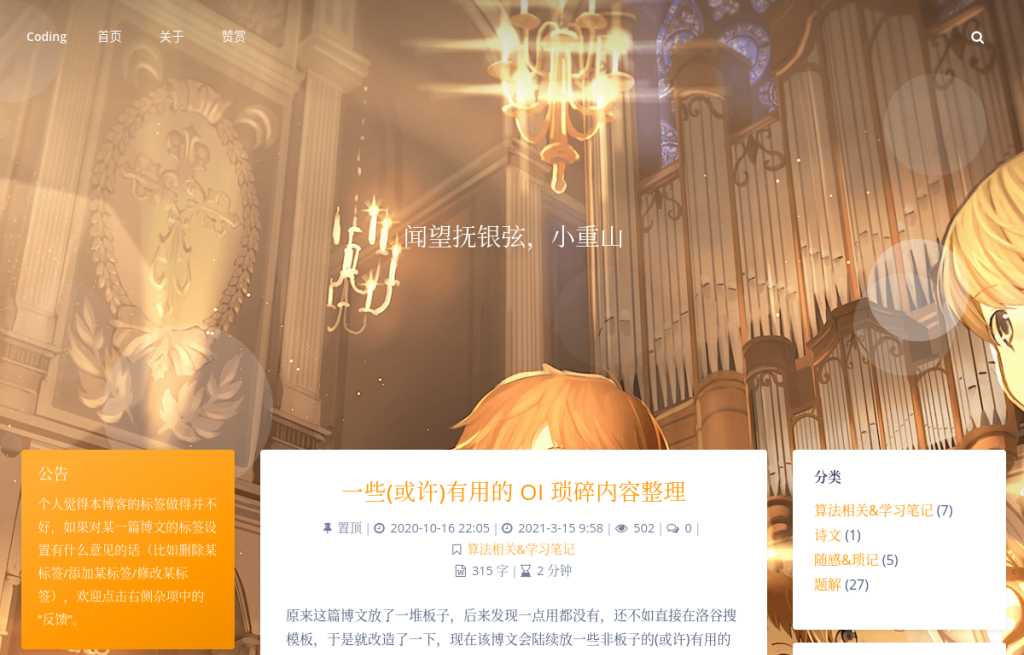 Coding 首页 关于 赞赏
闻望抚银弦，小重山
公告
个人觉得本博客的标签做得并不
好，如果对某一篇博文的标签设
置有什么意见的话（比如删除某
标签/添加某标签/修改某标
签），欢迎点击右侧杂项中的
“反馈”。
一些(或许)有用的 OI 琐碎内容整理
置顶 | 2020-10-16 22:05 | 2021-3-15 9:58 | 502 | 0 |
算法相关&学习笔记
315 字 | 2 分钟
原来这篇博文放了一堆板子，后来发现一点用都没有，还不如直接在洛谷搜
模板，于是就改造了一下，现在该博文会陆续放一些非板子的(或许)有用的
分类
算法相关&学习笔记 (7)
诗文 (1)
随感&琐记 (5)
题解 (27)